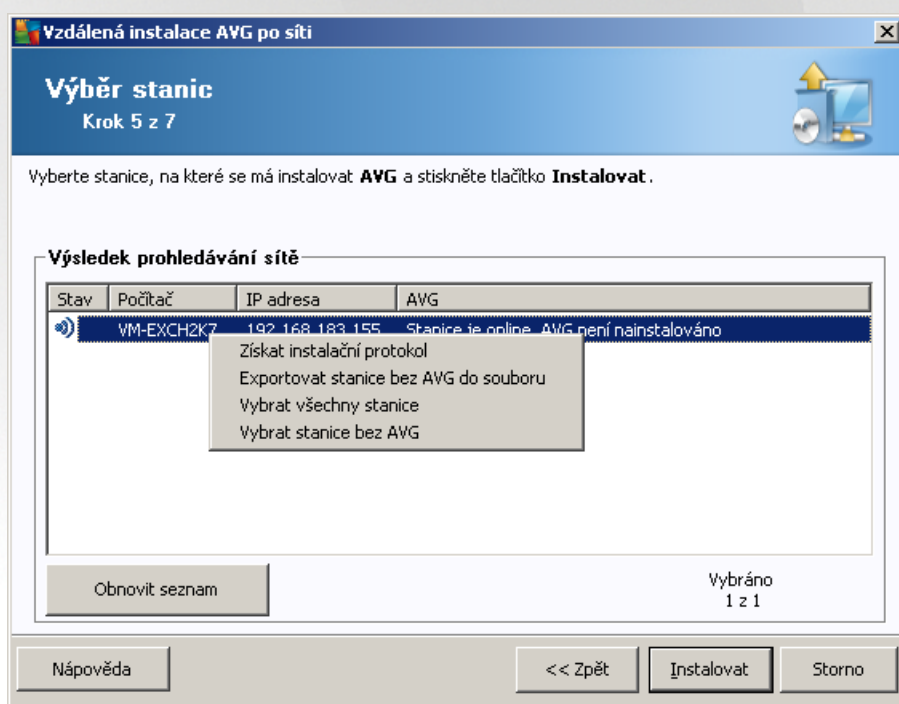 Vzdálená instalace AVG po síti
Výběr stanic
Krok 5 z 7
Vyberte stanice, na které se má instalovat AVG a stiskněte tlačítko Instalovat.
Výsledek prohledávání sítě
Stav Počítač IP adresa AVG
VM-EXCH2K7 192.168.183.155 Stanice je online. AVG není nainstalováno
Získat instalační protokol
Exportovat stanice bez AVG do souboru
Vybrat všechny stanice
Vybrat stanice bez AVG
Obnovit seznam
Vybráno
1 z 1
Nápověda << Zpět Instalovat Storno